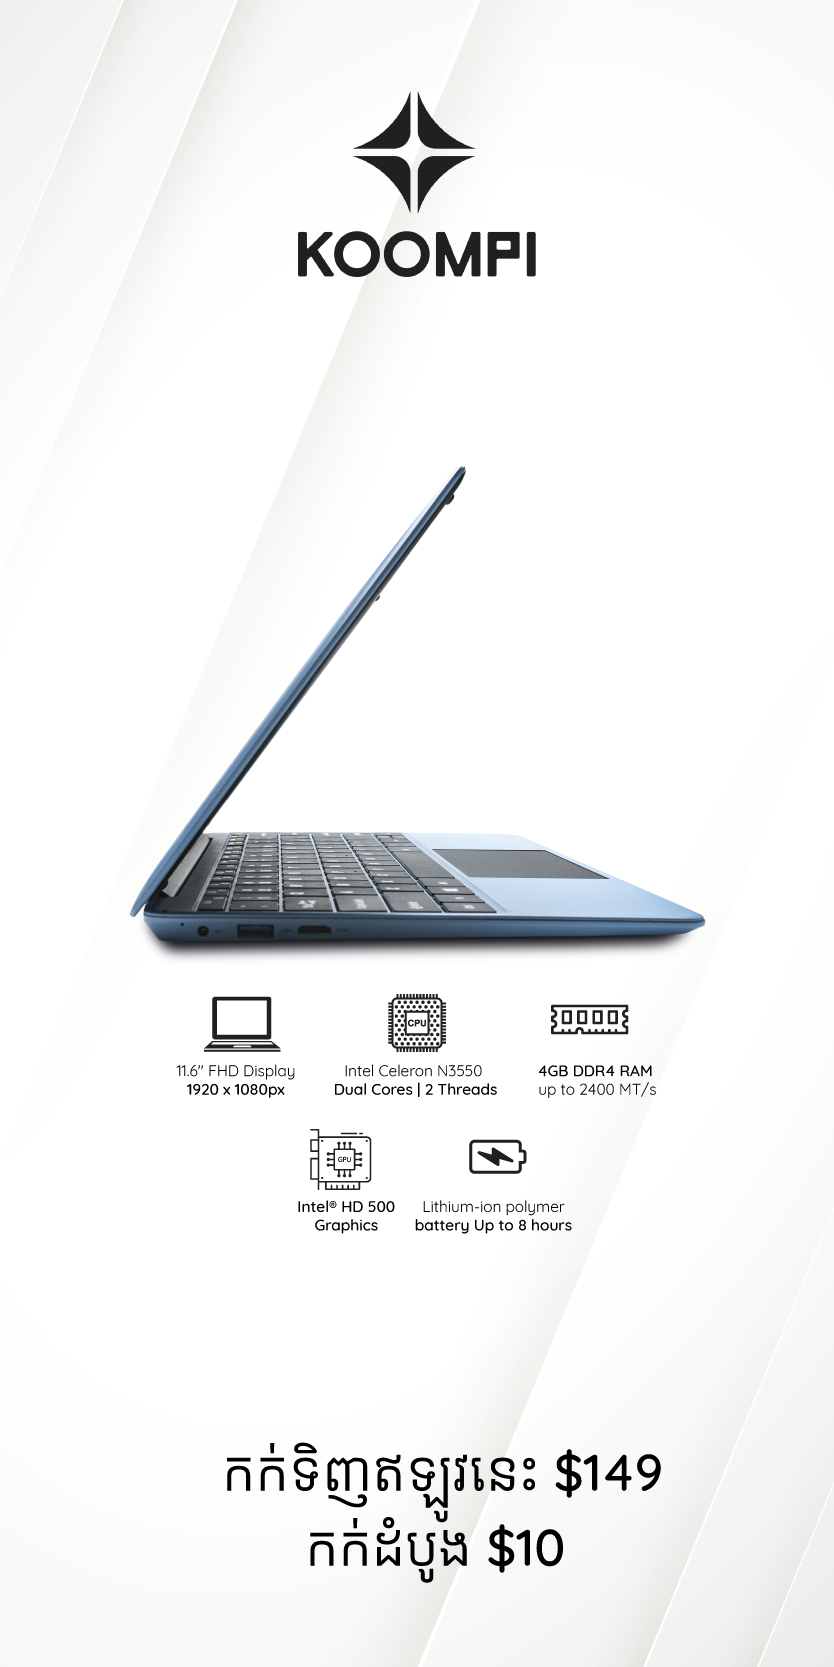 KOOMPI
CPU
11.6" FHD Display
1920 x 1080px
Intel Celeron N3550
Dual Cores | 2 Threads
4GB DDR4 RAM
up to 2400 MT/s
GPU
Intel® HD 500
Graphics
Lithium-ion polymer
battery Up to 8 hours
កក់ទិញឥឡូវនេះ $149
កក់ដំបូង $10